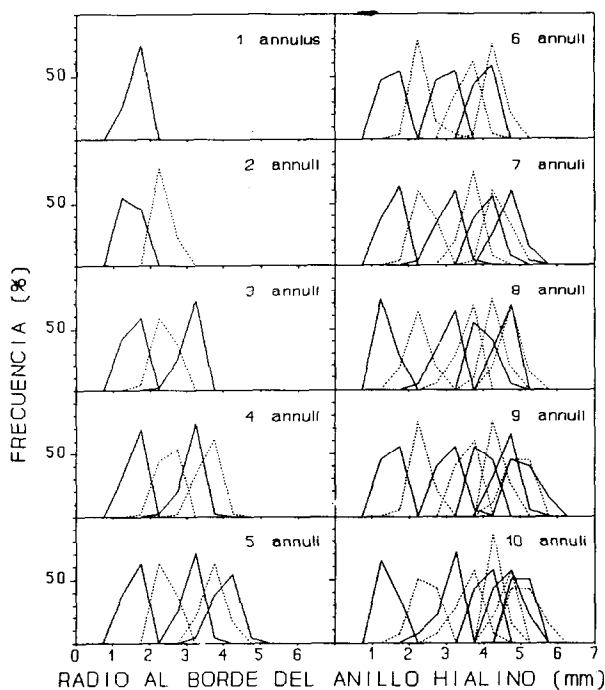 1 annulus
6 annuli
50
2 annuli
7 annuli
50
3 annuli
8 annuli
50
4 annuli
9 annuli
50
5 annuli
10 annuli
50
FRECUENCIA (%)
0 1 2 3 4 5 6 1 2 3 4 5 6 7
RADIO AL BORDE DEL ANILLO HIALINO (mm)